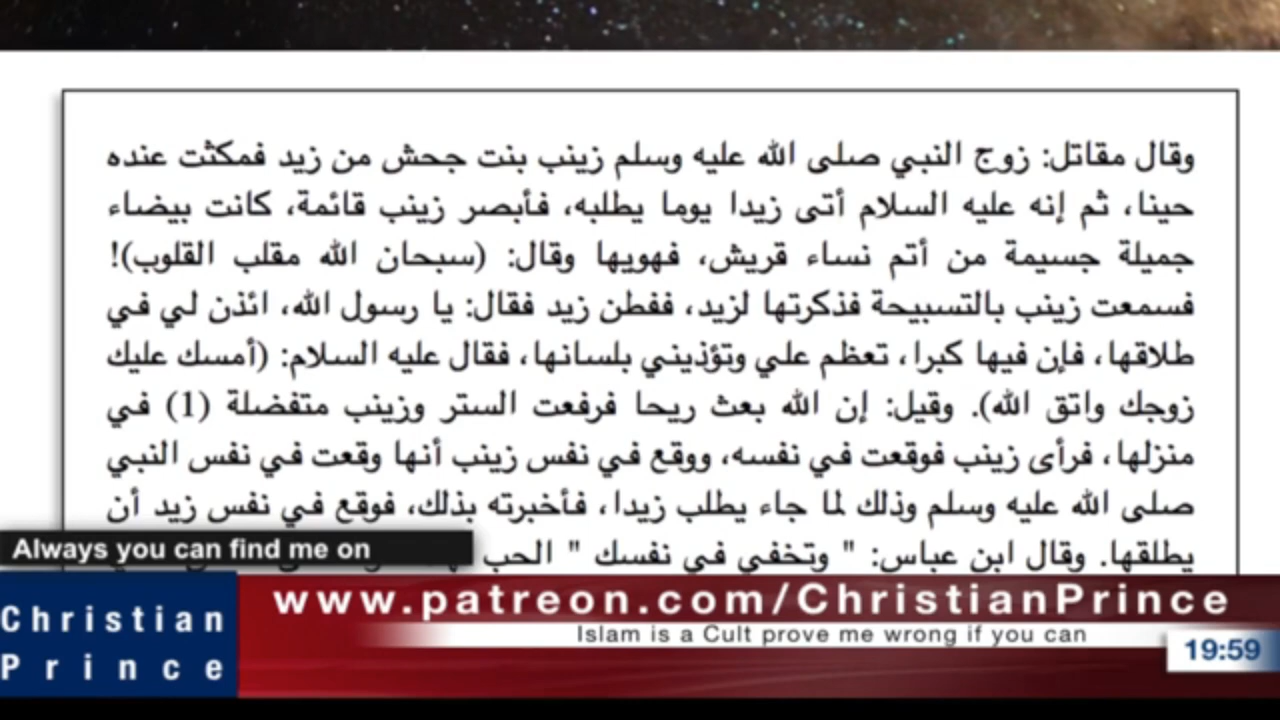 وقال مقاتل: زوج النبي صلى الله عليه وسلم زينب بنت جحش من زيد فمكثت عنده
حينا، ثم إنه عليه السلام أتى زيدا يوما يطلبه، فأبصر زينب قائمة، كانت بيضاء
جميلة جسيمة من أتم نساء قريش، فهويها وقال: (سبحان الله مقلب القلوب)!
فسمعت زينب بالتسبيحة فذكرتها لزيد، ففطن زيد فقال: يا رسول الله، ائذن لي في
طلاقها، فإن فيها كبرا، تعظم علي وتؤذيني بلسانها، فقال عليه السلام: (أمسك عليك
زوجك واتق الله). وقيل: إن الله بعث ريحا فرفعت الستر وزينب متفضلة (1) في
منزلها، فرأى زينب فوقعت في نفسه، ووقع في نفس زينب أنها وقعت في نفس النبي
صلى الله عليه وسلم وذلك لما جاء يطلب زيدا، فأخبرته بذلك، فوقع في نفس زيد أن
يطلقها. وقال ابن عباس: " وتخفي في نفسك " الحب
Always you can find me on
Christian
Prince
www.patreon.com/ChristianPrince
Islam is a Cult prove me wrong if you can
19:59